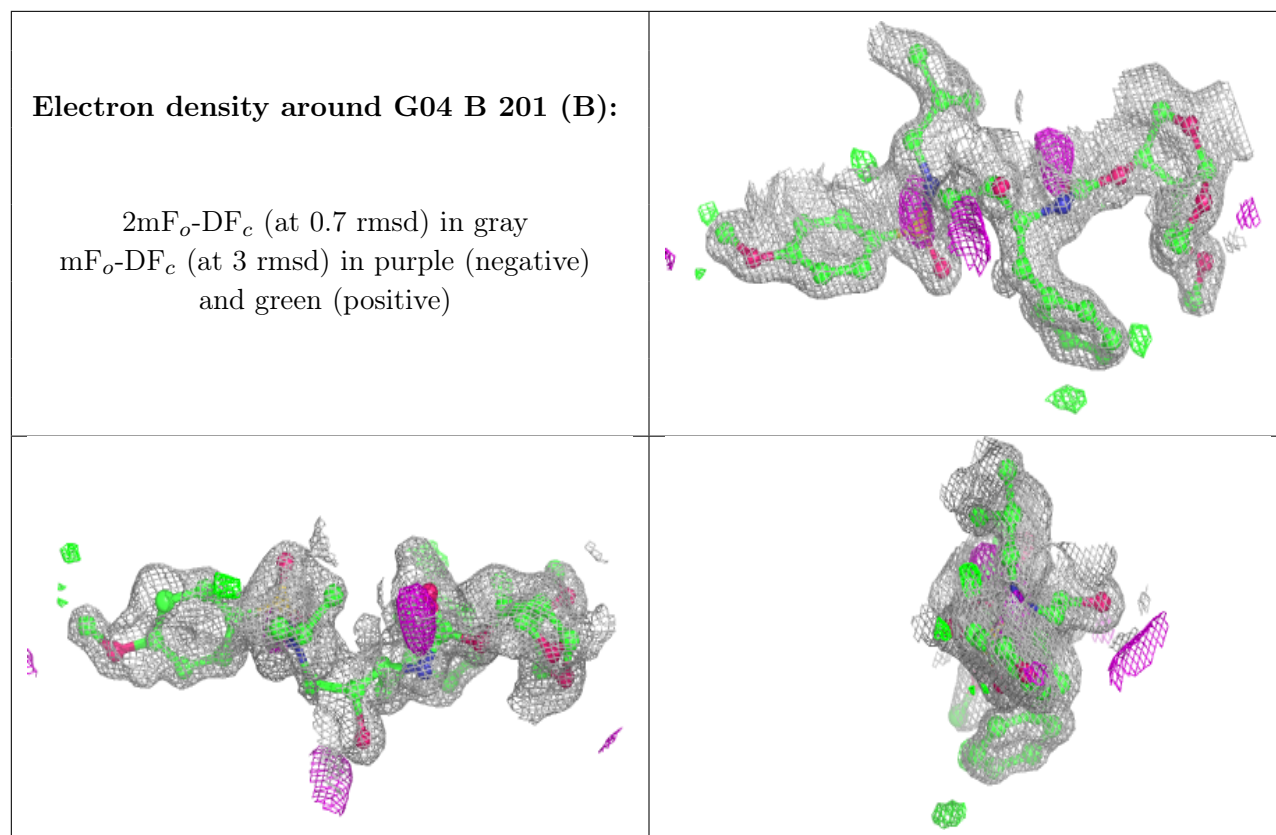 Electron density around G04 B 201 (B):
2mFo-DFc (at 0.7 rmsd) in gray
mFo-DFc (at 3 rmsd) in purple (negative)
and green (positive)